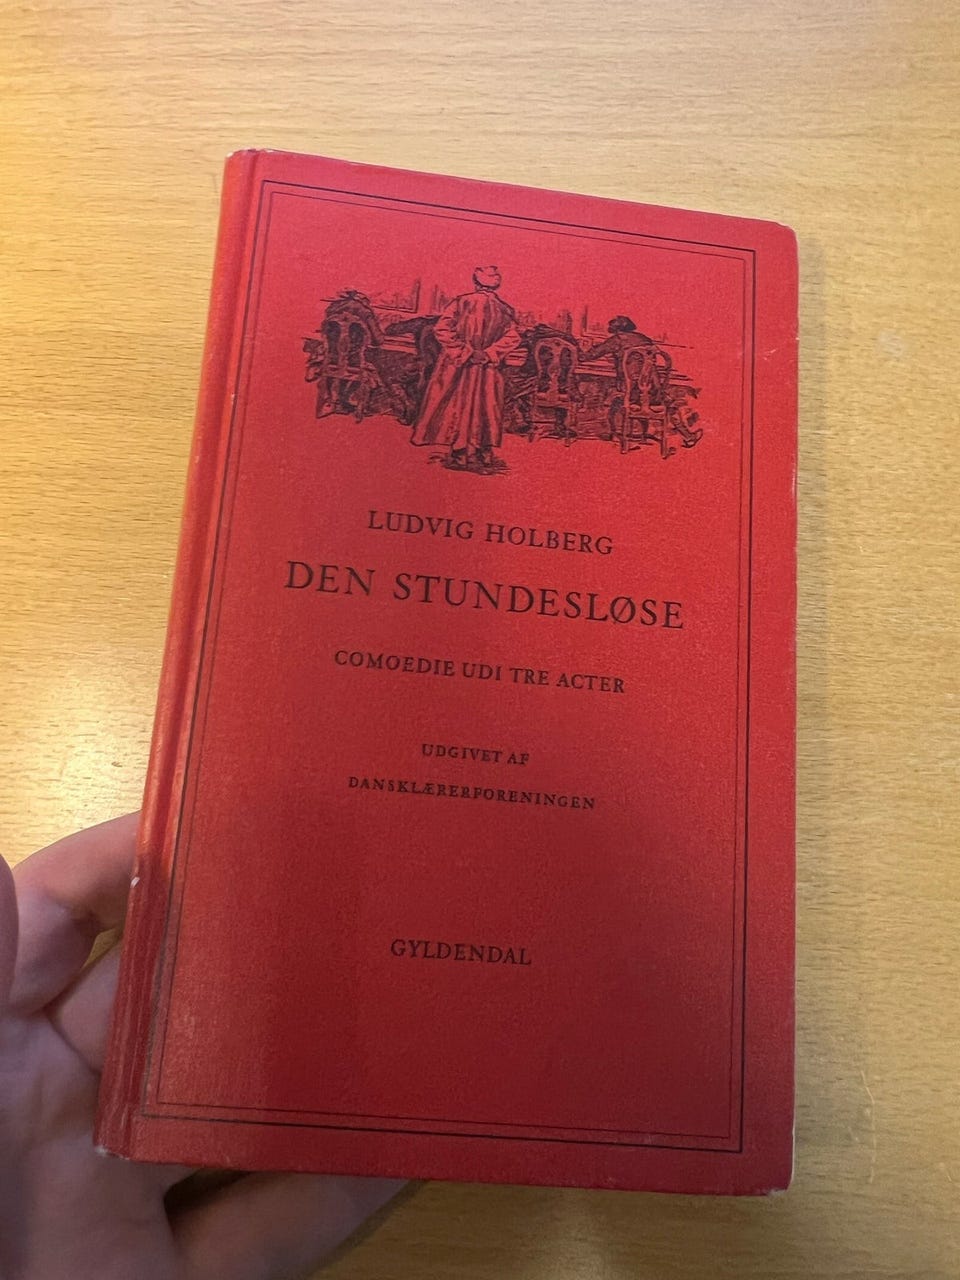 LUDVIG HOLBERG
DEN STUNDESLØSE
COMOEDIE UDI TRE ACTER
UDGIVET AF
DANSKLÆRERFORENINGEN
GYLDENDAL